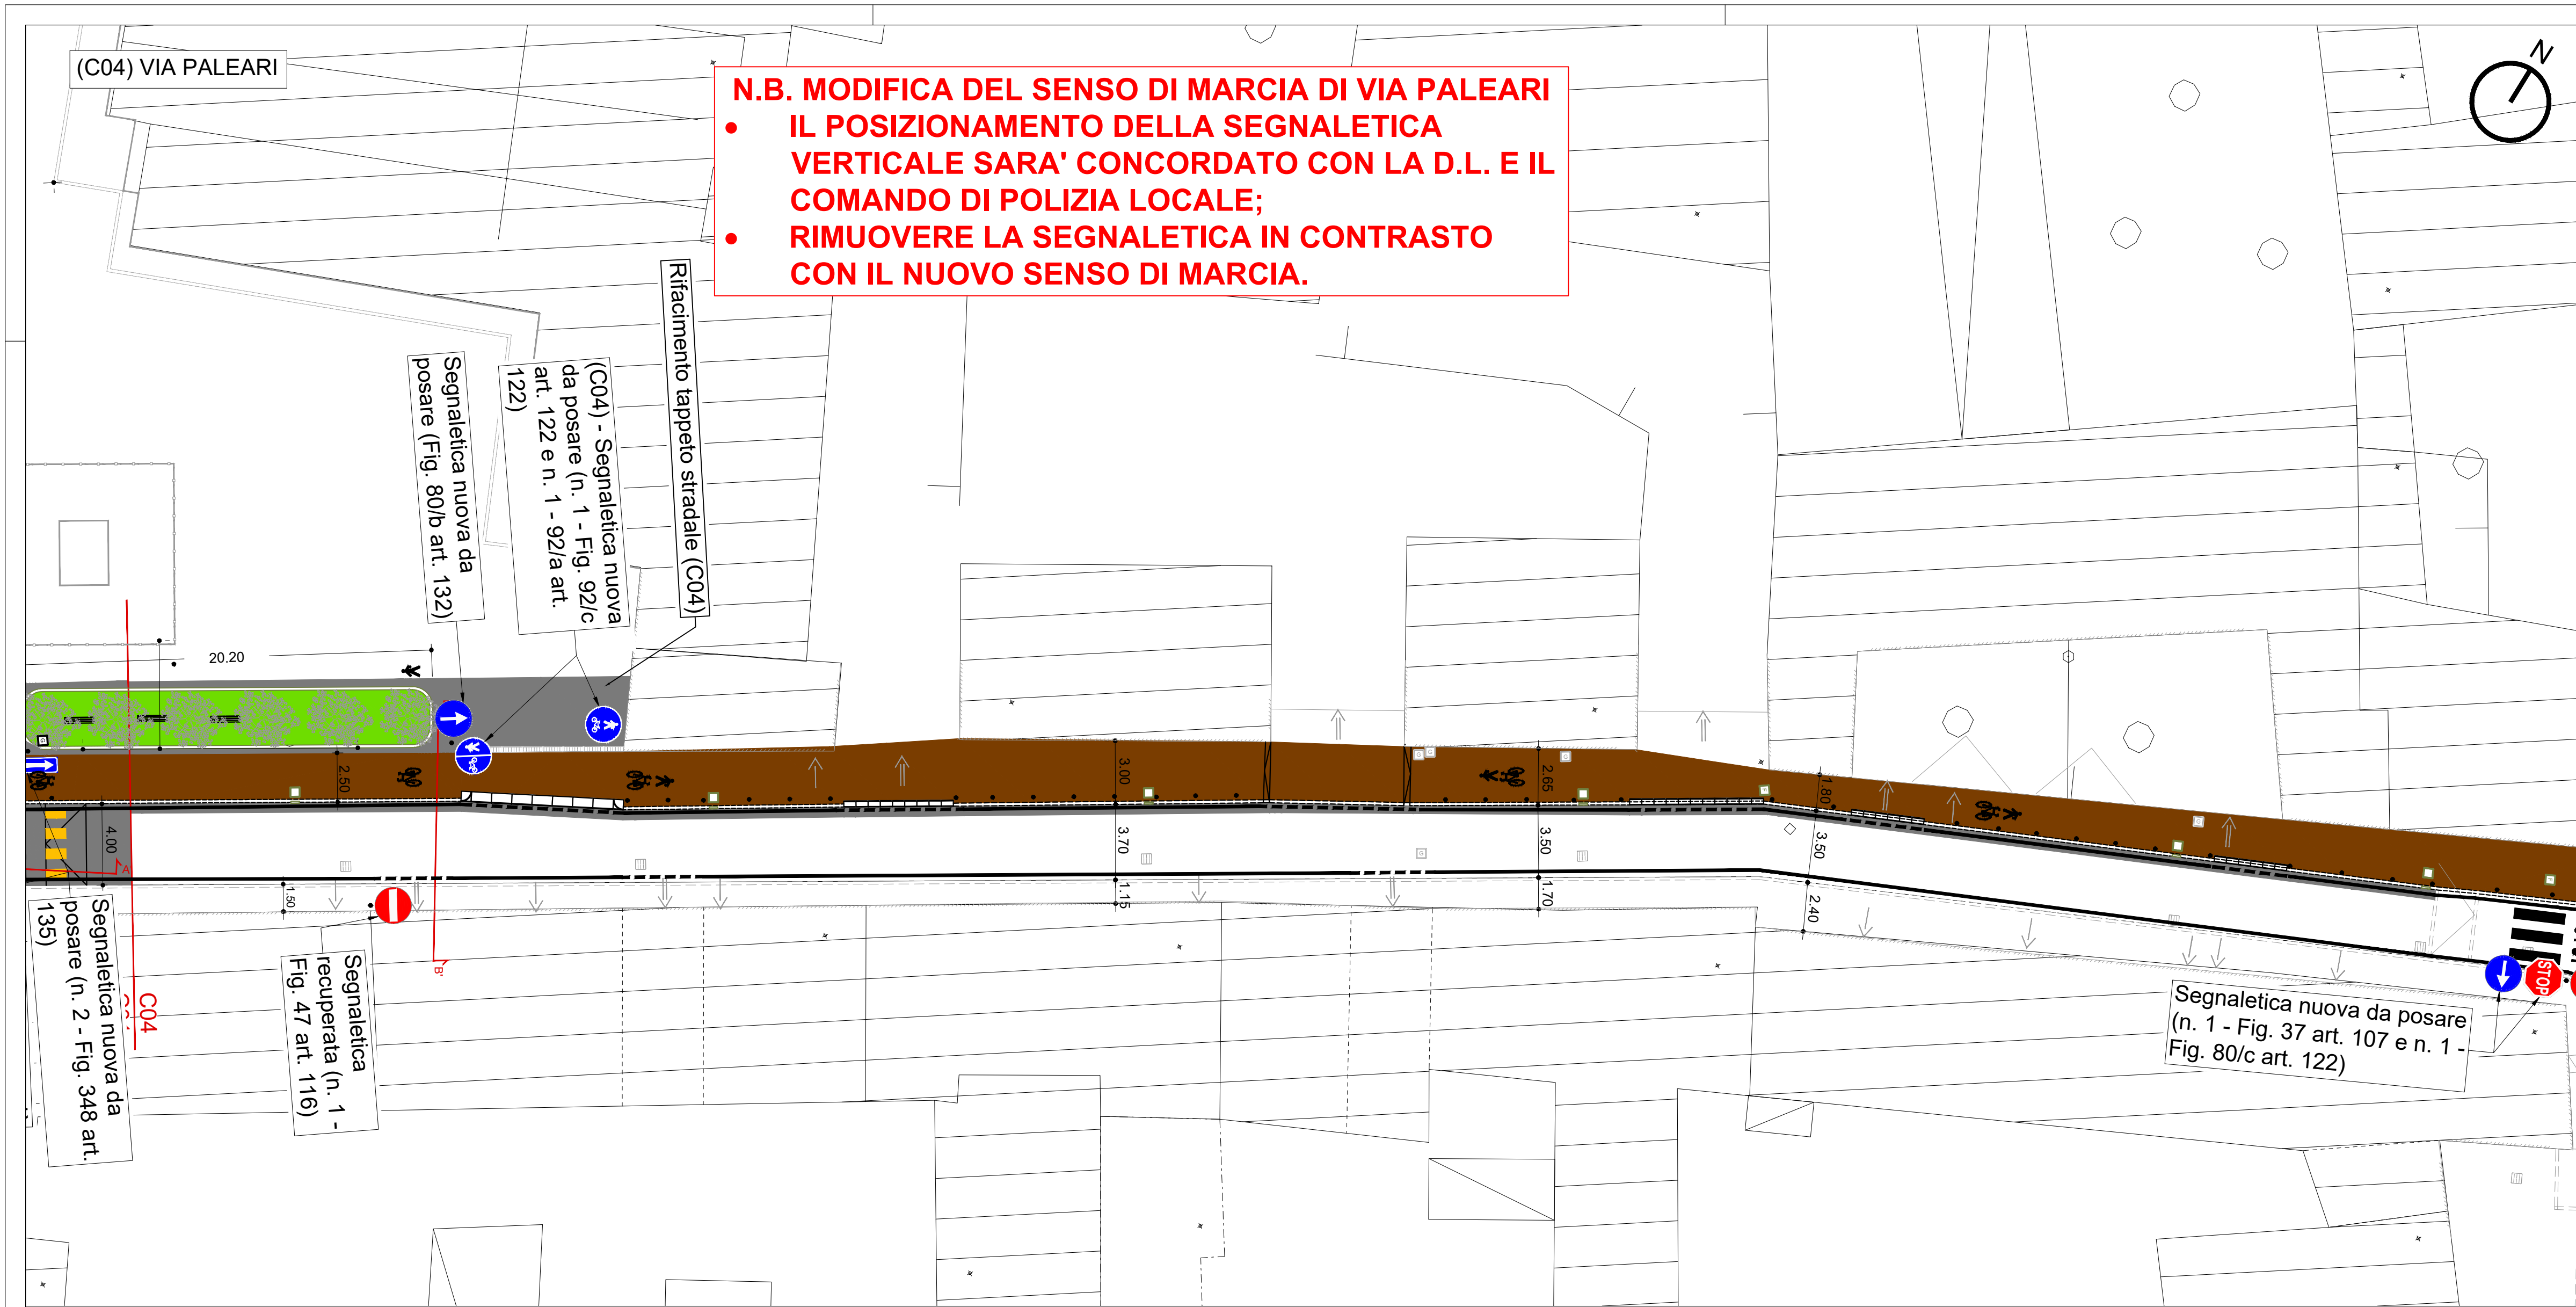 (C04) VIA PALEARI
N.B. MODIFICA DEL SENSO DI MARCIA DI VIA PALEARI
• IL POSIZIONAMENTO DELLA SEGNALETICA
VERTICALE SARA' CONCORDATO CON LA D.L. E IL
COMANDO DI POLIZIA LOCALE;
• RIMUOVERE LA SEGNALETICA IN CONTRASTO
CON IL NUOVO SENSO DI MARCIA.
N
Rifacimento tappeto stradale (C04)
(C04) - Segnaletica nuova
da posare (n. 1 - Fig. 92/c
art. 122 e n. 1 - 92/a art.
122)
Segnaletica nuova da
posare (Fig. 80/b art. 132)
20.20
2.50
3.00
2.65
1.80
4.00
3.70
3.50
3.50
1.50
1.15
1.70
2.40
A
B'
C04
Segnaletica nuova da
posare (n. 2 - Fig. 348 art.
135)
Segnaletica
recuperata (n. 1 -
Fig. 47 art. 116)
STOP
Segnaletica nuova da posare
(n. 1 - Fig. 37 art. 107 e n. 1 -
Fig. 80/c art. 122)